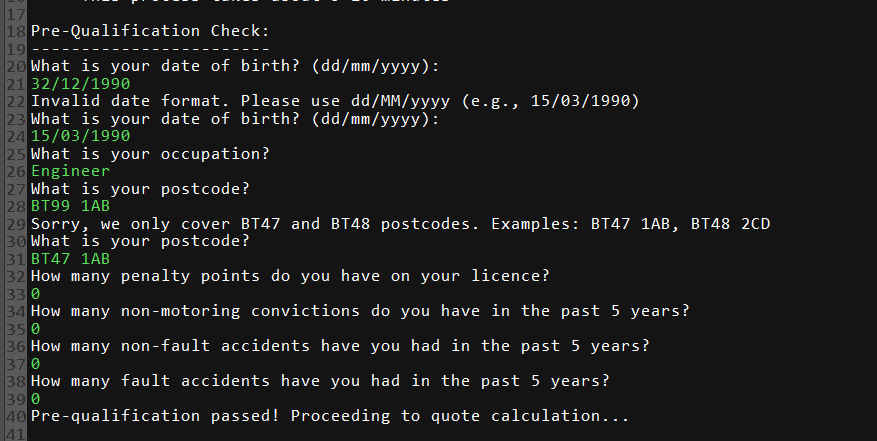 17
18 Pre-Qualification Check:
19 ------------------------
20 What is your date of birth? (dd/mm/yyyy):
21 32/12/1990
22 Invalid date format. Please use dd/MM/yyyy (e.g., 15/03/1990)
23 What is your date of birth? (dd/mm/yyyy):
24 15/03/1990
25 What is your occupation?
26 Engineer
27 What is your postcode?
28 BT99 1AB
29 Sorry, we only cover BT47 and BT48 postcodes. Examples: BT47 1AB, BT48 2CD
30 What is your postcode?
31 BT47 1AB
32 How many penalty points do you have on your licence?
33 0
34 How many non-motoring convictions do you have in the past 5 years?
35 0
36 How many non-fault accidents have you had in the past 5 years?
37 0
38 How many fault accidents have you had in the past 5 years?
39 0
40 Pre-qualification passed! Proceeding to quote calculation...
41